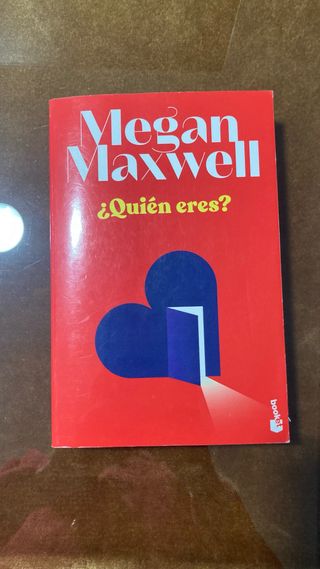 Megan
Maxwell
¿Quién eres?
booket